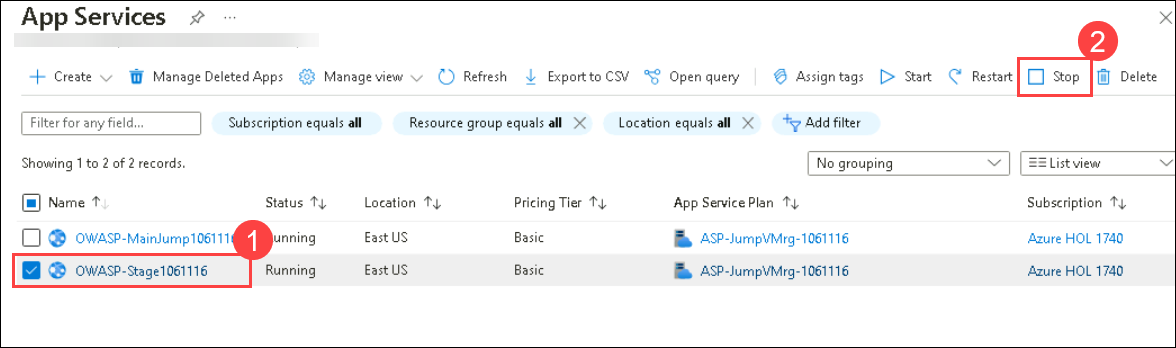 App Services ...
2
Create Manage Deleted Apps Manage view Refresh Export to CSV Open query Assign tags Start Restart Stop Delete
Filter for any field... Subscription equals all Resource group equals all Location equals all Add filter
Showing 1 to 2 of 2 records. No grouping List view
Name Status Location Pricing Tier App Service Plan Subscription
OWASP-MainJump1061116 1 East US Basic ASP-JumpVMrg-1061116 Azure HOL 1740
OWASP-Stage1061116 Running East US Basic ASP-JumpVMrg-1061116 Azure HOL 1740